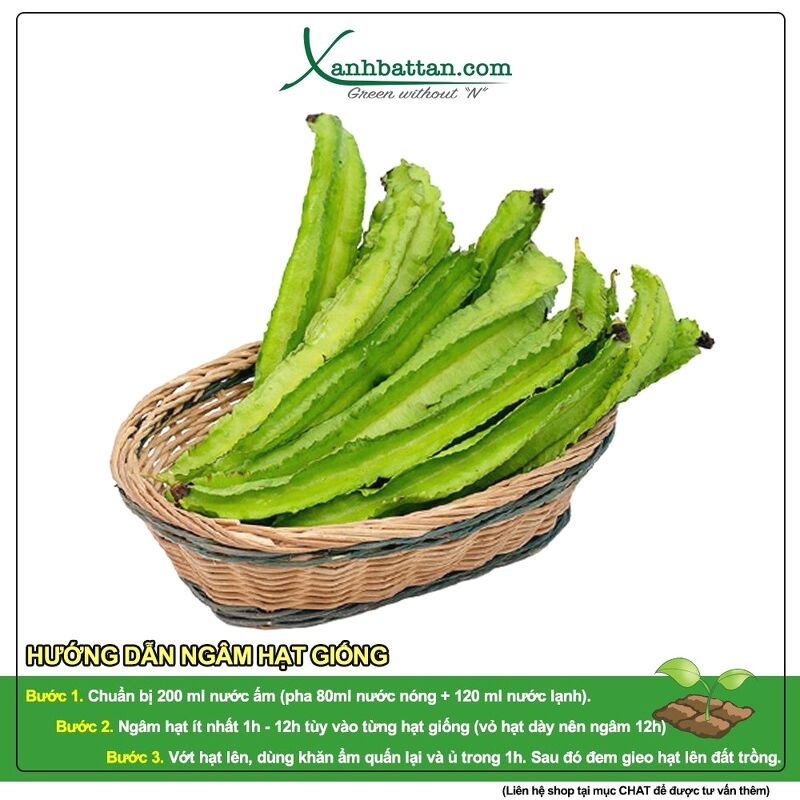 Xanhbattan.com
Green without "N"
HƯỚNG DẪN NGÂM HẠT GIỐNG
Bước 1. Chuẩn bị 200 ml nước ấm (pha 80ml nước nóng + 120 ml nước lạnh).
Bước 2. Ngâm hạt ít nhất 1h - 12h tùy vào từng hạt giống (vỏ hạt dày nên ngâm 12h)
Bước 3. Vớt hạt lên, dùng khăn ẩm quấn lại và ủ trong 1h. Sau đó đem gieo hạt lên đất trồng.
(Liên hệ shop tại mục CHAT để được tư vấn thêm)